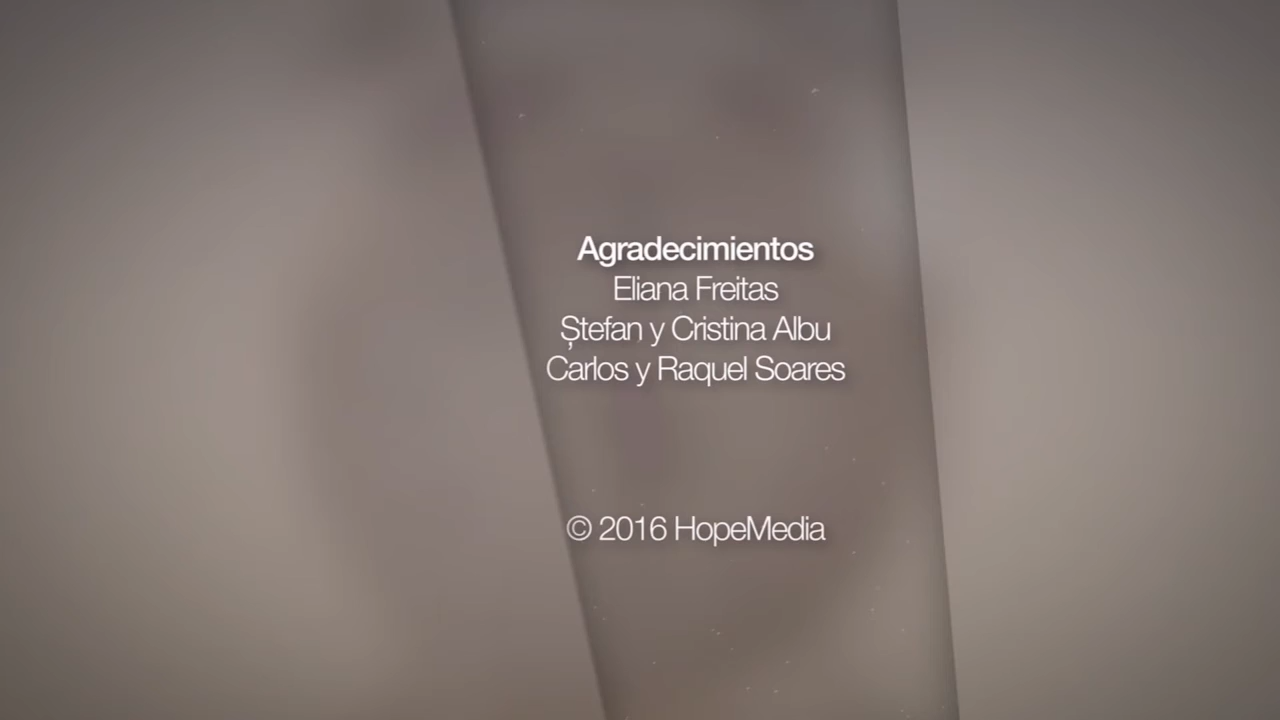 Agradecimientos
Eliana Freitas
Ștefan y Cristina Albu
Carlos y Raquel Soares
© 2016 HopeMedia